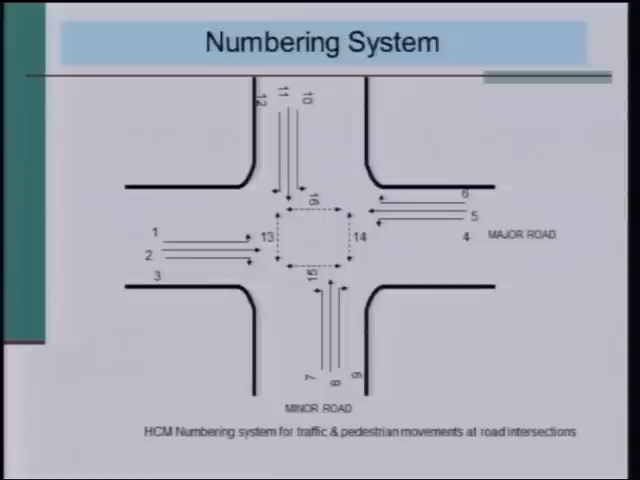 Numbering System
12 11 10
16
6
5
4 MAJOR ROAD
1
2
3
13 14
15
7 8 9
MINOR ROAD
HCM Numbering system for traffic & pedestrian movements at road intersections